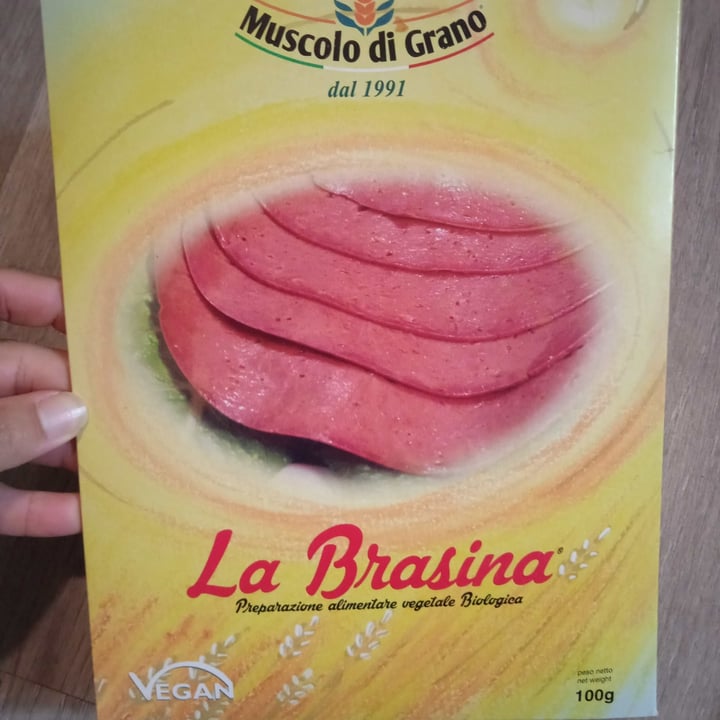 Muscolo di Grano®
dal 1991
La Brasina®
Preparazione alimentare vegetale Biologica
VEGAN
peso netto
net weight
100g